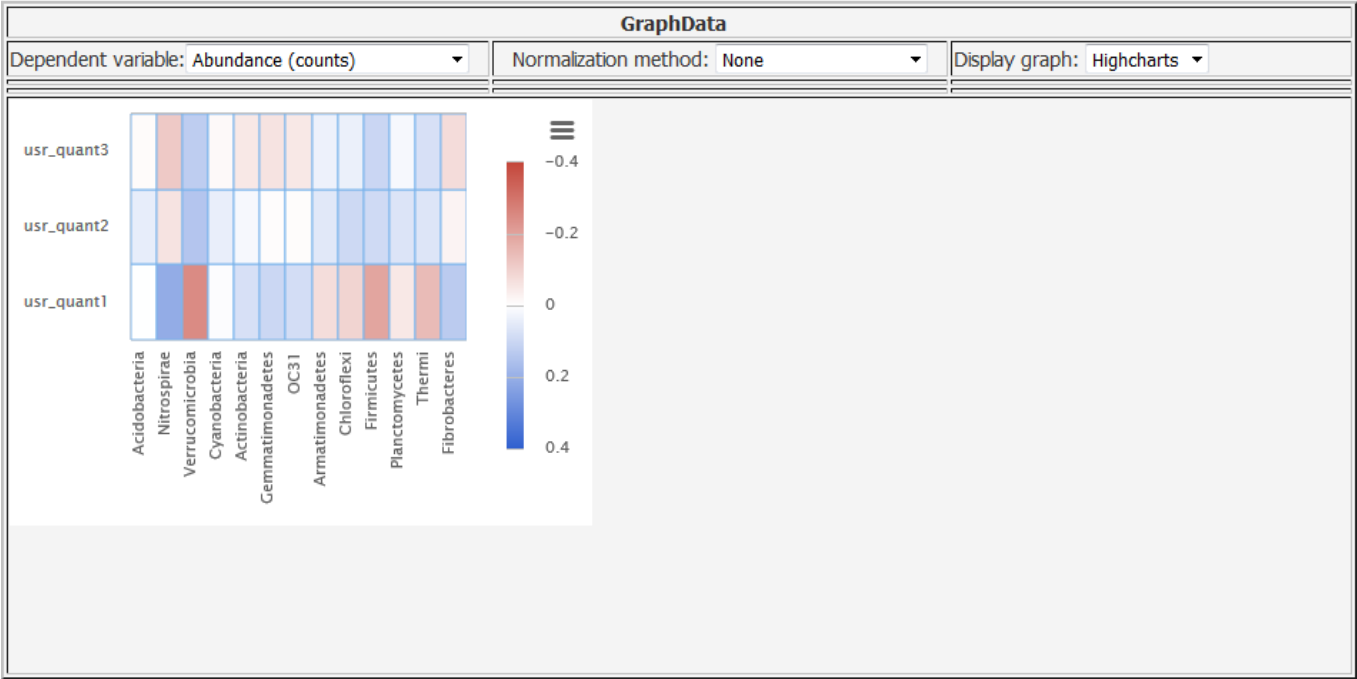 GraphData
Dependent variable: Abundance (counts) Normalization method: None Display graph: Highcharts
usr_quant3
usr_quant2
usr_quant1
Acidobacteria
Nitrospirae
Verrucomicrobia
Cyanobacteria
Actinobacteria
Gemmatimonadetes
OC31
Armatimonadetes
Chloroflexi
Firmicutes
Planctomycetes
Thermi
Fibrobacteres
-0.4
-0.2
0
0.2
0.4